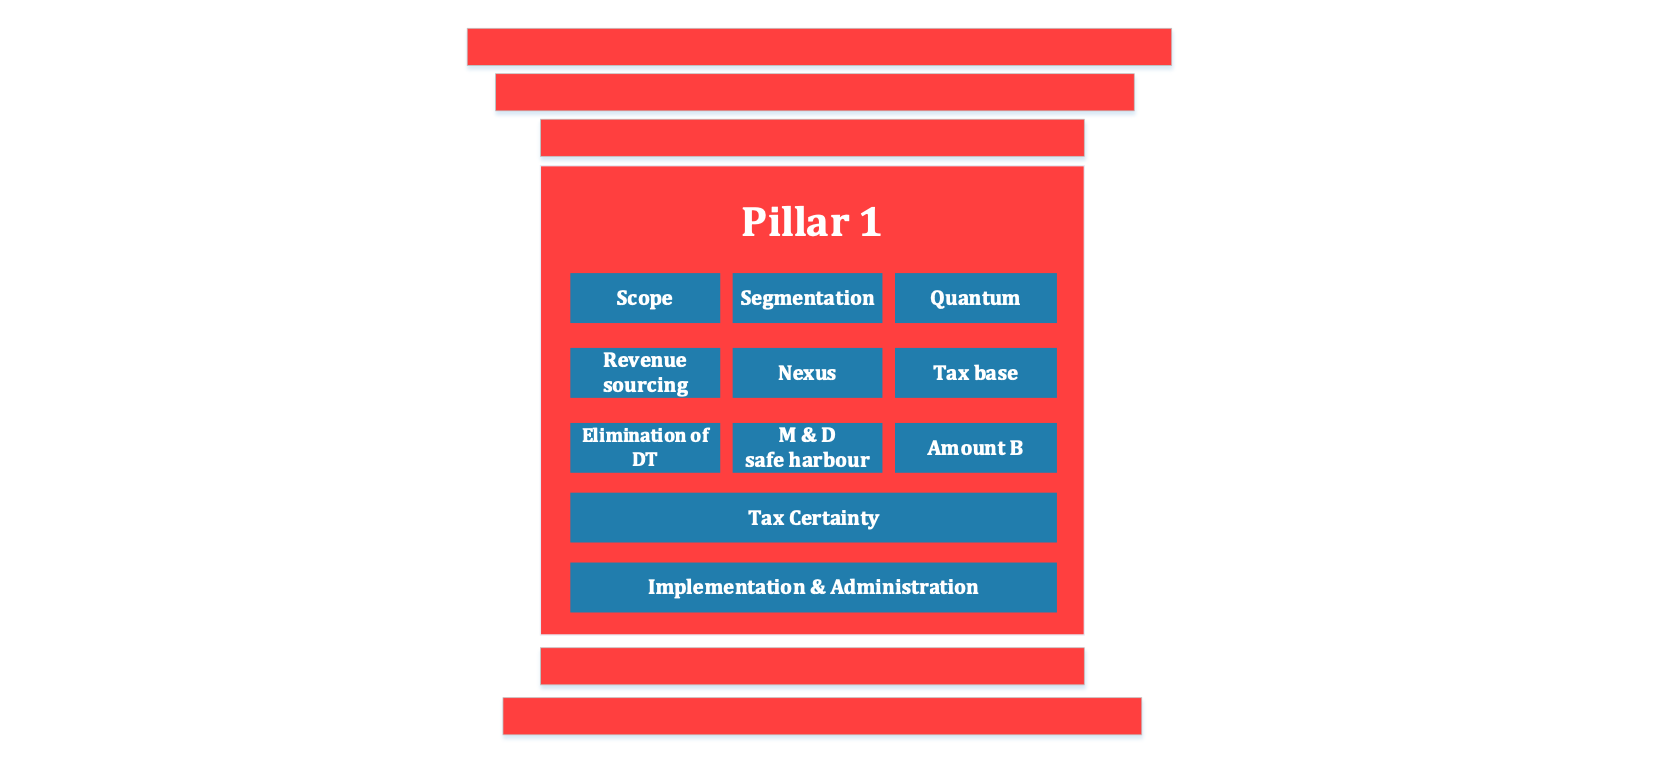 Pillar 1
Scope
Segmentation
Quantum
Revenue
sourcing
Nexus
Tax base
Elimination of
DT
M & D
safe harbour
Amount B
Tax Certainty
Implementation & Administration